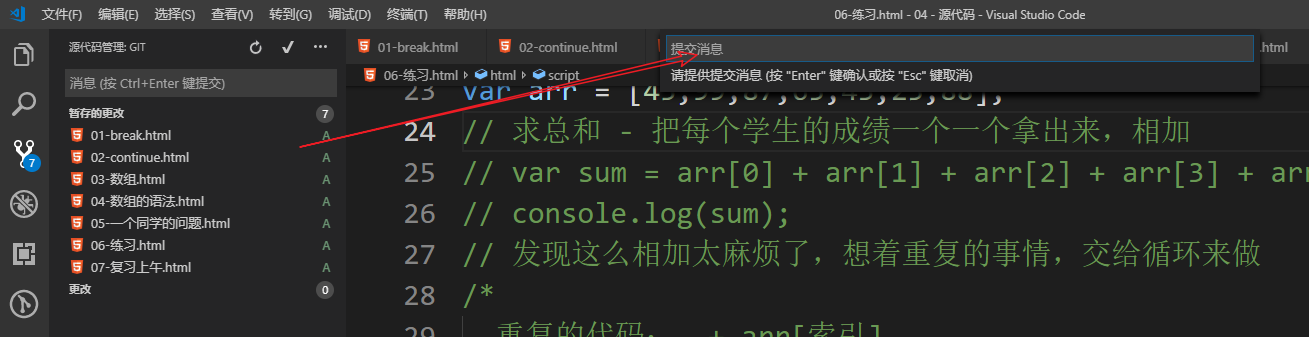 文件(F) 编辑(E) 选择(S) 查看(V) 转到(G) 调试(D) 终端(T) 帮助(H) 06-练习.html - 04 - 源代码 - Visual Studio Code
源代码管理: GIT
消息 (按 Ctrl+Enter 键提交)
暂存的更改 7
01-break.html A
02-continue.html A
03-数组.html A
04-数组的语法.html A
05-一个同学的问题.html A
06-练习.html A
07-复习上午.html A
更改 0
7
01-break.html 02-continue.html .html
提交消息
请提供提交消息 (按 "Enter" 键确认或按 "Esc" 键取消)
06-练习.html › html › script
23 var arr = [
24 // 求总和 - 把每个学生的成绩一个一个拿出来，相加
25 // var sum = arr[0] + arr[1] + arr[2] + arr[3] + arr
26 // console.log(sum);
27 // 发现这么相加太麻烦了，想着重复的事情，交给循环来做
28 /*
29 重复的代码： + arr[索引]